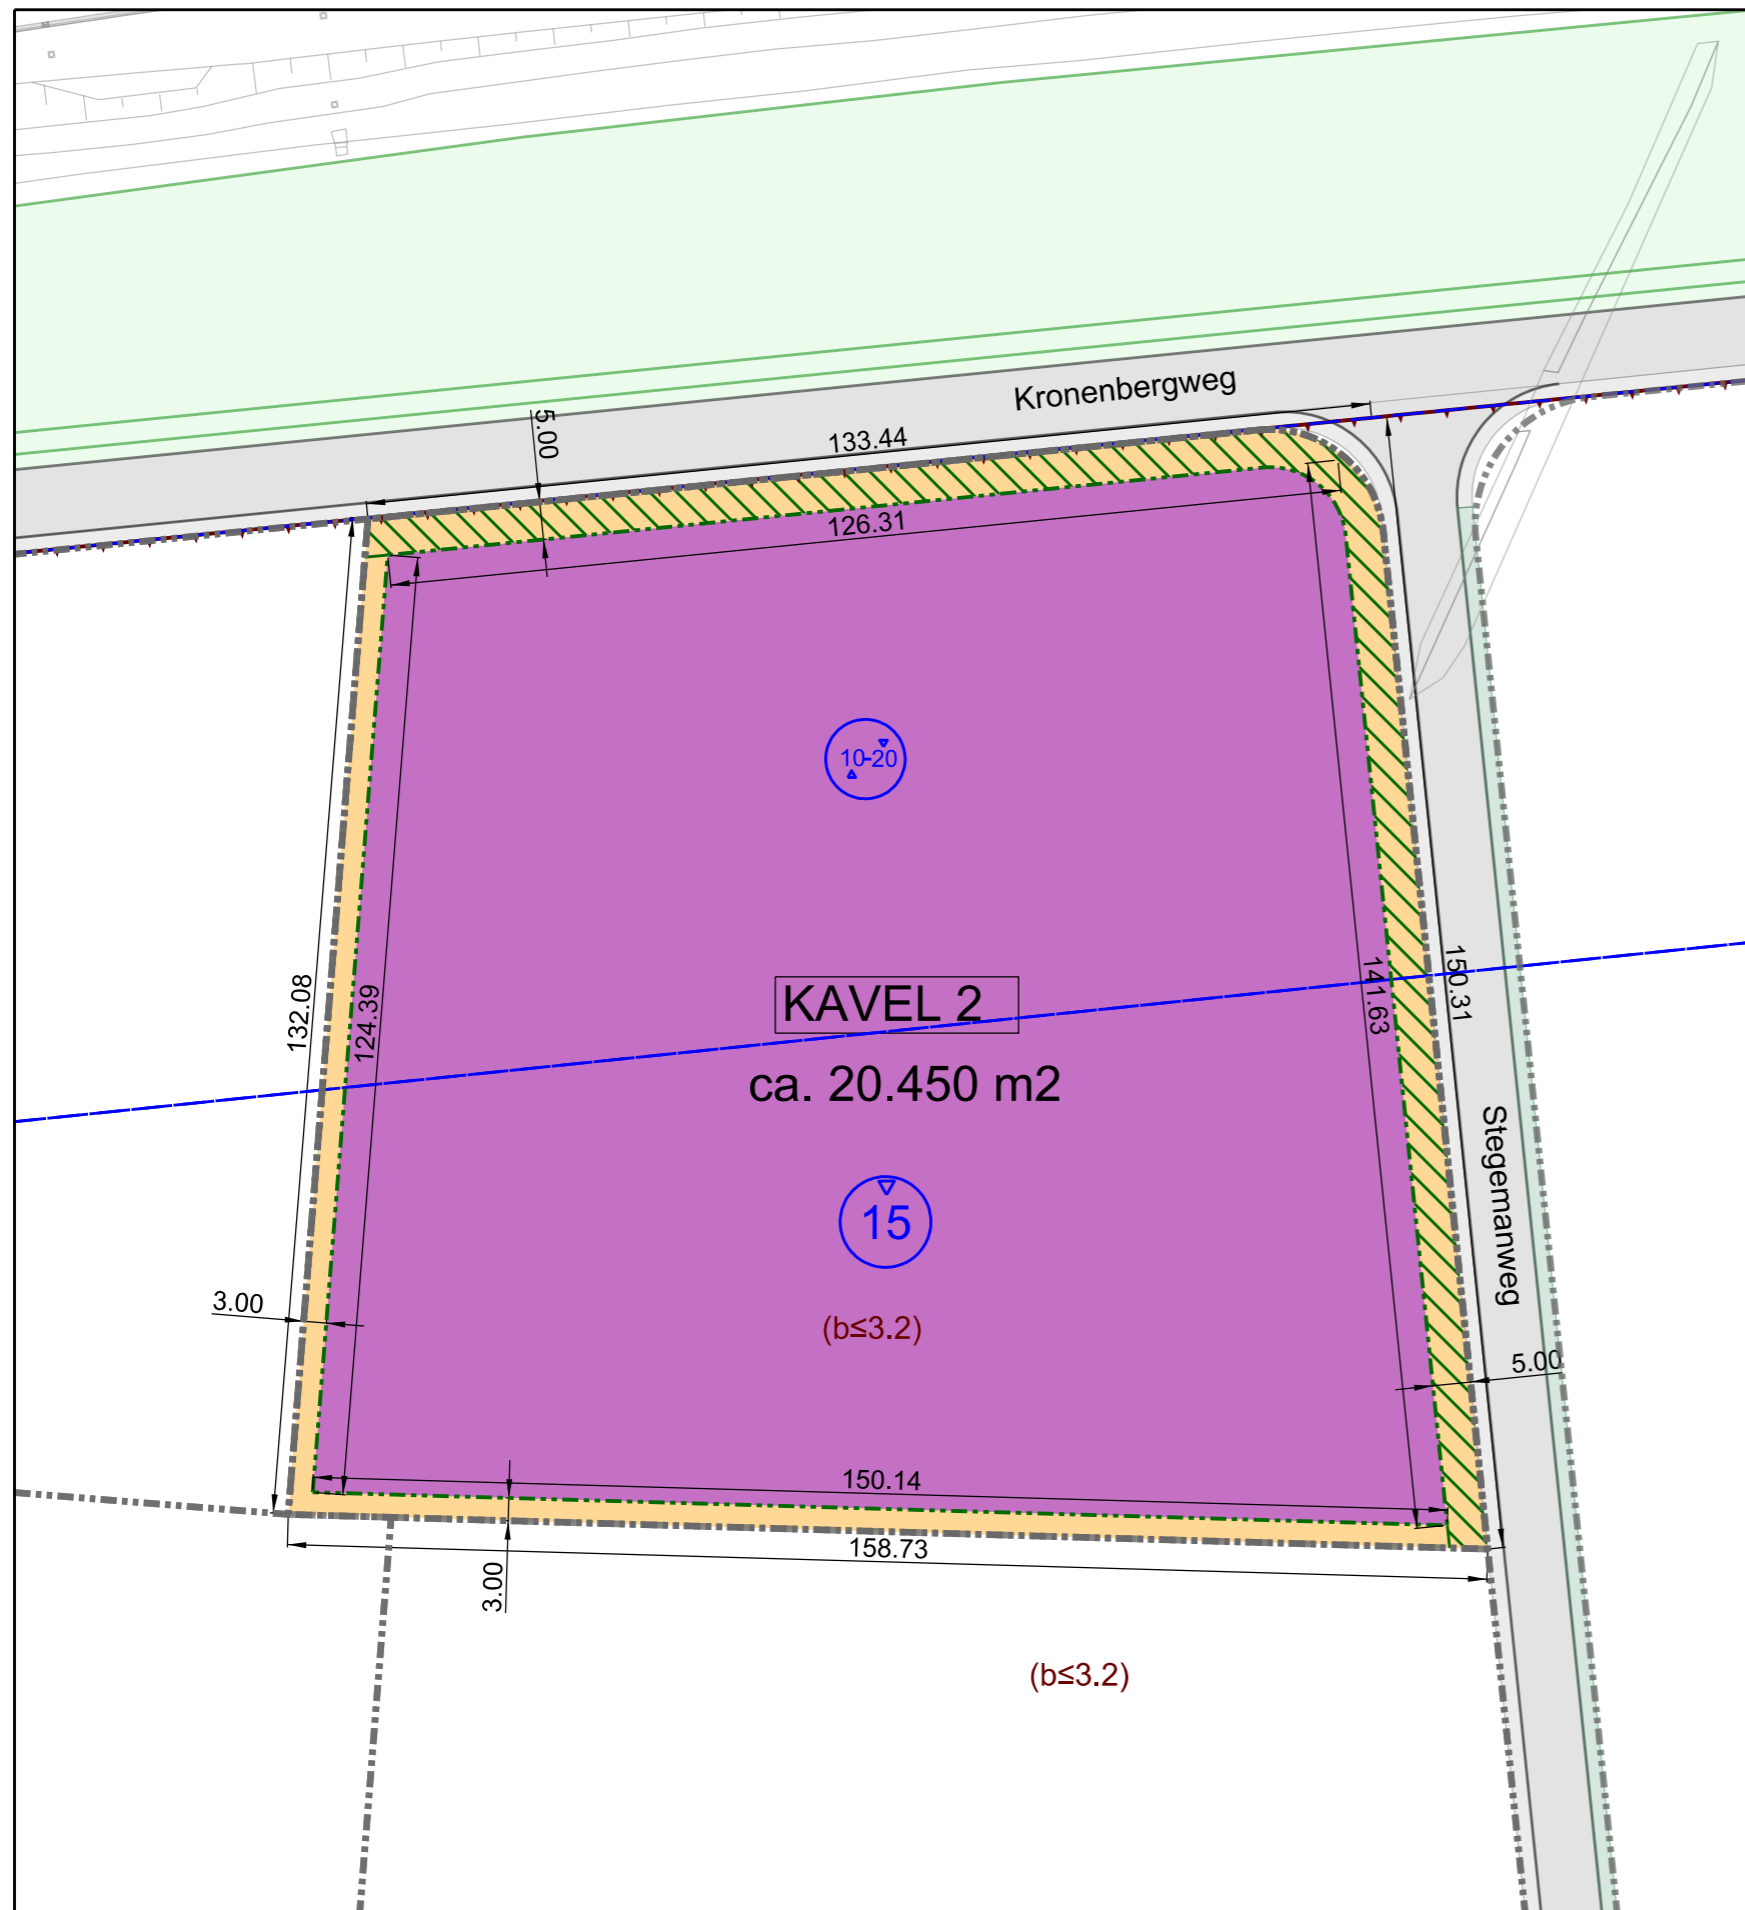 Kronenbergweg
5.00
133.44
126.31
10-20
132.08
124.39
141.63
150.31
KAVEL 2
ca. 20.450 m2
Stegemanweg
15
3.00
(b≤3.2)
5.00
150.14
158.73
3.00
(b≤3.2)